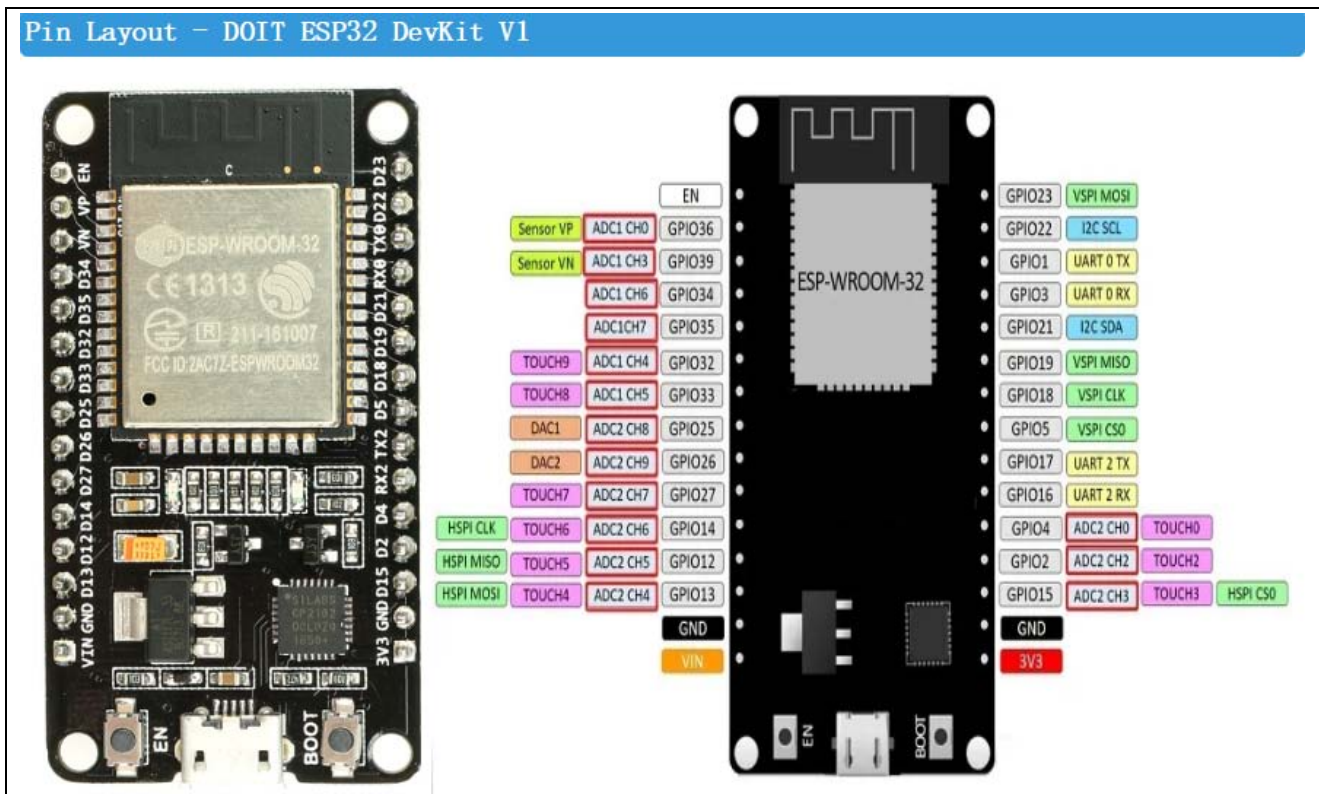 Pin Layout - DOIT ESP32 DevKit V1
EN
VP
VN
D34
D35
D32
D33
D25
D26
D27
D14
D12
D13
GND
VIN
D23
D22
TX0
RX0
D21
D19
D18
D5
TX2
RX2
D4
D2
D15
GND
3V3
C
ESP-WROOM-32
CE1313
R 211-161007
FCC ID:2AC7Z-ESPWROOM32
SILABS
CP2102
EN
BOOT
EN
Sensor VP ADC1 CH0 GPIO36
Sensor VN ADC1 CH3 GPIO39
ADC1 CH6 GPIO34
ADC1CH7 GPIO35
TOUCH9 ADC1 CH4 GPIO32
TOUCH8 ADC1 CH5 GPIO33
DAC1 ADC2 CH8 GPIO25
DAC2 ADC2 CH9 GPIO26
TOUCH7 ADC2 CH7 GPIO27
HSPI CLK TOUCH6 ADC2 CH6 GPIO14
HSPI MISO TOUCH5 ADC2 CH5 GPIO12
HSPI MOSI TOUCH4 ADC2 CH4 GPIO13
GND
VIN
ESP-WROOM-32
EN
BOOT
GPIO23 VSPI MOSI
GPIO22 I2C SCL
GPIO1 UART 0 TX
GPIO3 UART 0 RX
GPIO21 I2C SDA
GPIO19 VSPI MISO
GPIO18 VSPI CLK
GPIO5 VSPI CS0
GPIO17 UART 2 TX
GPIO16 UART 2 RX
GPIO4 ADC2 CH0 TOUCH0
GPIO2 ADC2 CH2 TOUCH2
GPIO15 ADC2 CH3 TOUCH3 HSPI CS0
GND
3V3